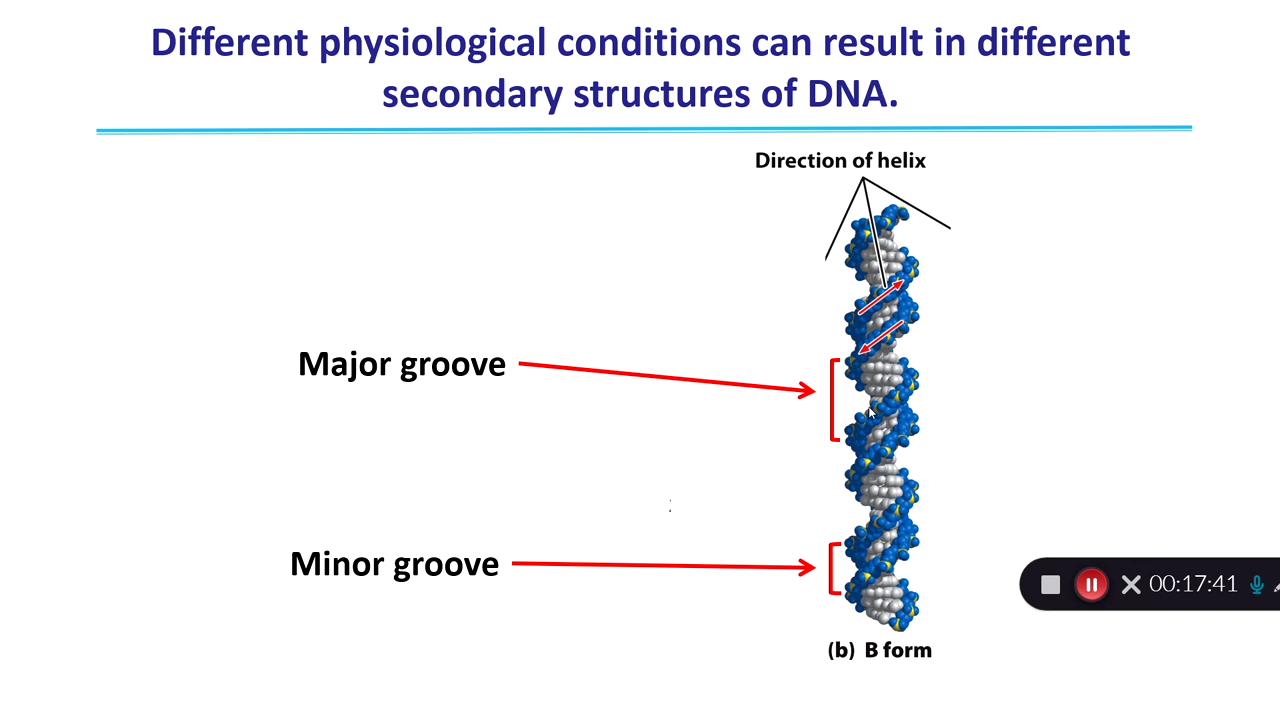 Different physiological conditions can result in different
secondary structures of DNA.
Direction of helix
Major groove
Minor groove
00:17:41
(b) B form